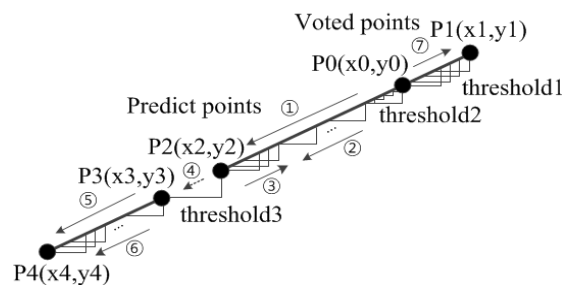 Voted points
P1(x1,y1)
⑦
P0(x0,y0)
threshold1
Predict points
①
threshold2
...
P2(x2,y2)
②
④
③
P3(x3,y3)
...
threshold3
⑤
...
⑥
P4(x4,y4)